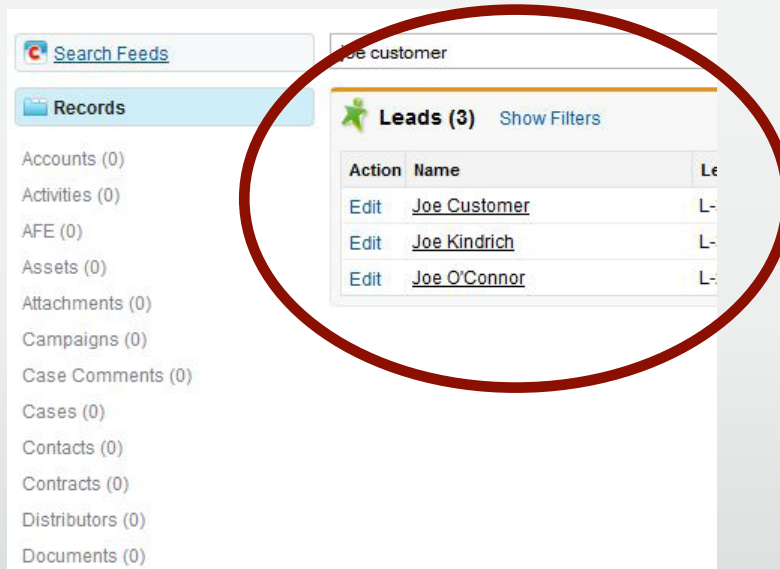 Search Feeds
joe customer
Records
Leads (3) Show Filters
Action Name Le
Edit Joe Customer L-
Edit Joe Kindrich L-
Edit Joe O'Connor L-
Accounts (0)
Activities (0)
AFE (0)
Assets (0)
Attachments (0)
Campaigns (0)
Case Comments (0)
Cases (0)
Contacts (0)
Contracts (0)
Distributors (0)
Documents (0)